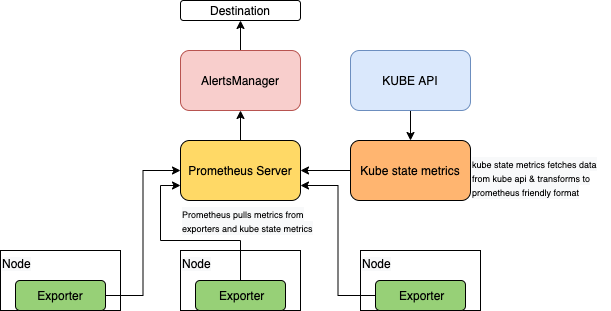 Destination
AlertsManager
KUBE API
Prometheus Server
Kube state metrics
kube state metrics fetches data
from kube api & transforms to
prometheus friendly format
Prometheus pulls metrics from
exporters and kube state metrics
Node
Exporter
Node
Exporter
Node
Exporter